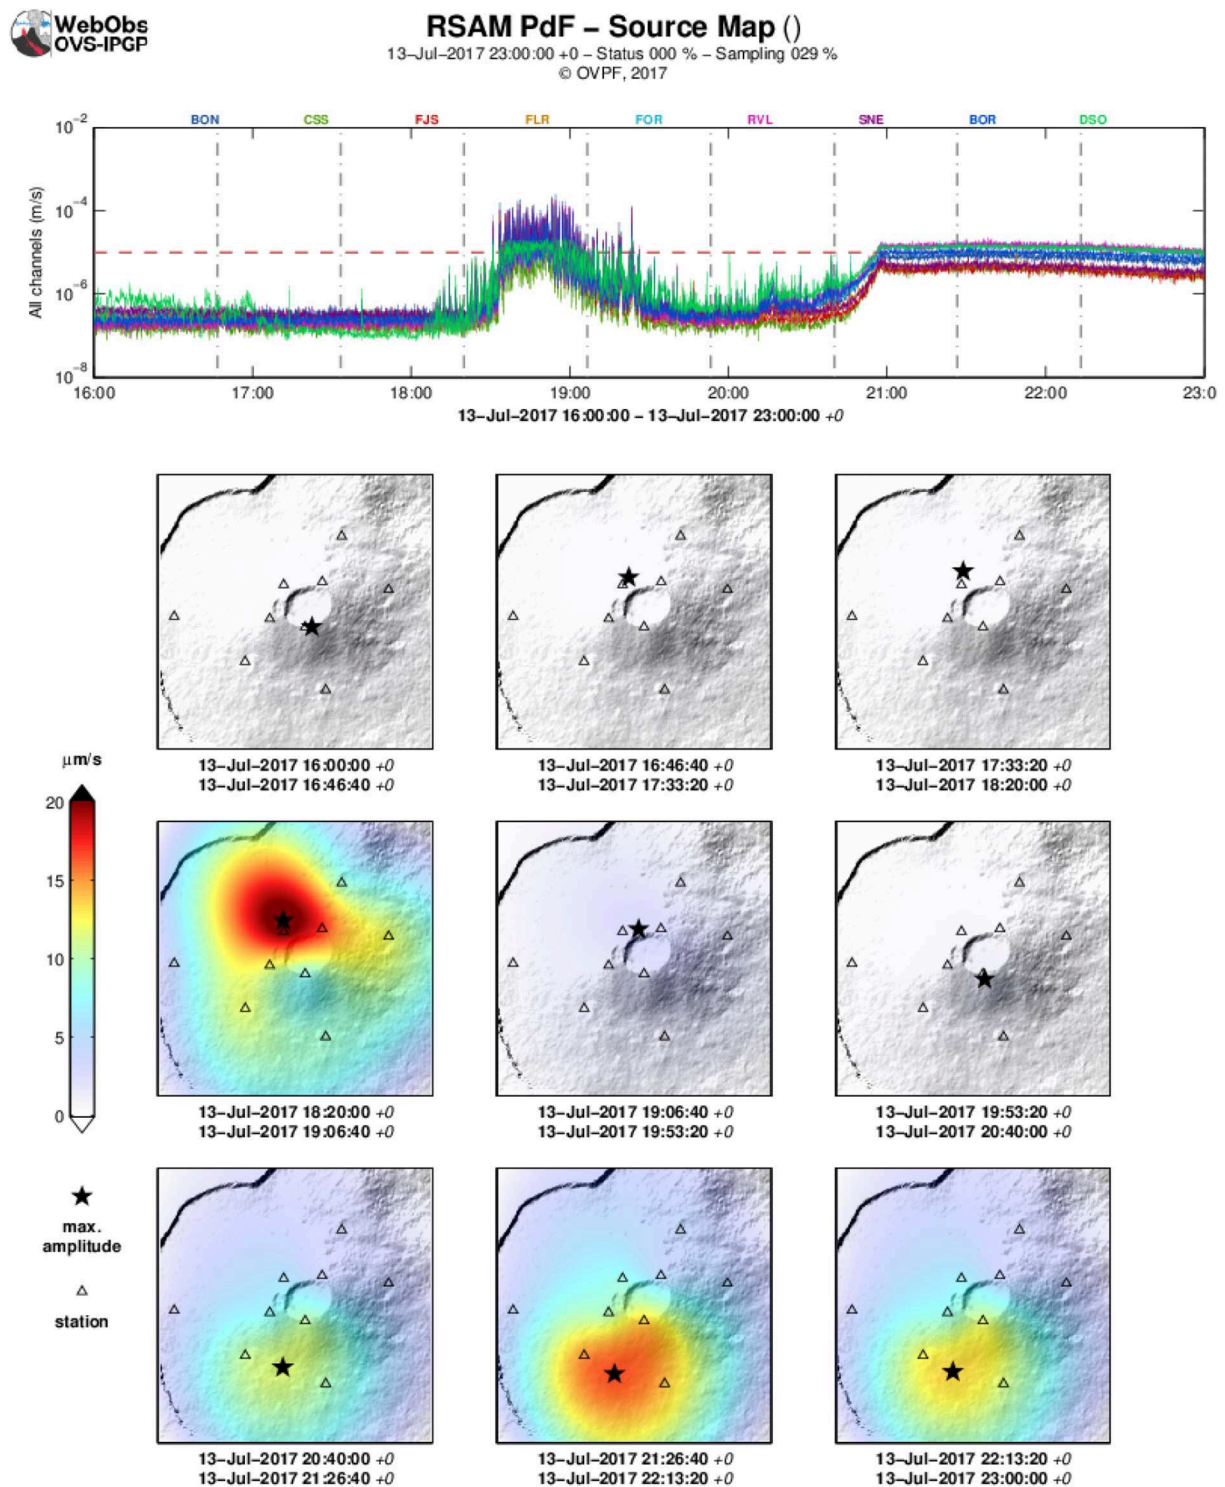 WebObs
OVS-IPGP
RSAM PdF – Source Map ()
13-Jul-2017 23:00:00 +0 – Status 000 % – Sampling 029 %
© OVPF, 2017
BON CSS FJS FLR FOR RVL SNE BOR DSO
10⁻²
10⁻⁴
10⁻⁶
10⁻⁸
All channels (m/s)
16:00 17:00 18:00 19:00 20:00 21:00 22:00 23:0
13-Jul-2017 16:00:00 – 13-Jul-2017 23:00:00 +0
13-Jul-2017 16:00:00 +0
13-Jul-2017 16:46:40 +0
13-Jul-2017 16:46:40 +0
13-Jul-2017 17:33:20 +0
13-Jul-2017 17:33:20 +0
13-Jul-2017 18:20:00 +0
μm/s
20
15
10
5
0
13-Jul-2017 18:20:00 +0
13-Jul-2017 19:06:40 +0
13-Jul-2017 19:06:40 +0
13-Jul-2017 19:53:20 +0
13-Jul-2017 19:53:20 +0
13-Jul-2017 20:40:00 +0
max.
amplitude
station
13-Jul-2017 20:40:00 +0
13-Jul-2017 21:26:40 +0
13-Jul-2017 21:26:40 +0
13-Jul-2017 22:13:20 +0
13-Jul-2017 22:13:20 +0
13-Jul-2017 23:00:00 +0